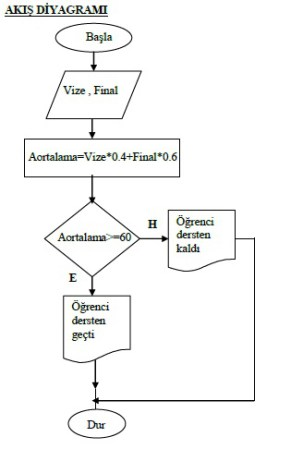 AKIŞ DİYAGRAMI
Başla
Vize , Final
Aortalama=Vize*0.4+Final*0.6
Aortalama>=60
H
Öğrenci
dersten
kaldı
E
Öğrenci
dersten
geçti
Dur